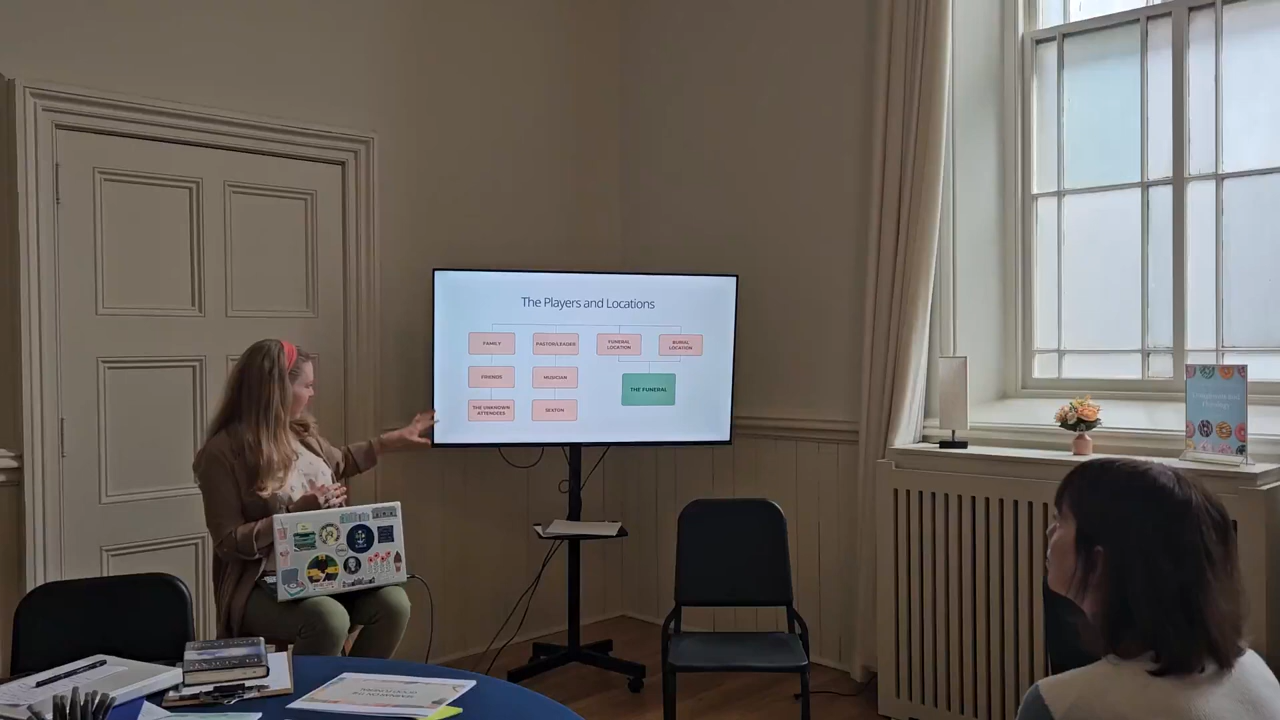 The Players and Locations
FAMILY
PASTOR/LEADER
FUNERAL
LOCATION
BURIAL
LOCATION
FRIENDS
MUSICIAN
THE FUNERAL
THE UNKNOWN
ATTENDEES
SEXTON